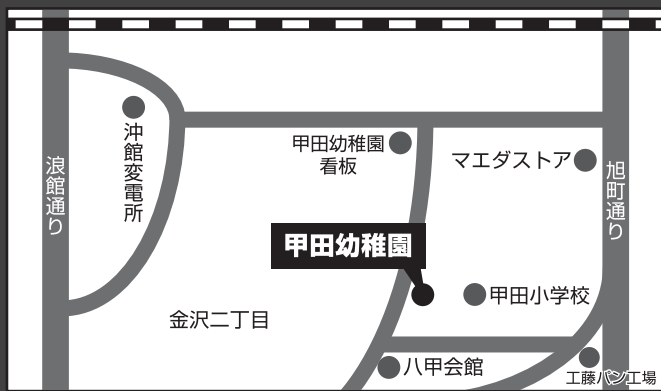 浪館通り
沖館変電所
甲田幼稚園
看板
マエダストア
旭町通り
甲田幼稚園
甲田小学校
金沢二丁目
八甲会館
工藤パン工場